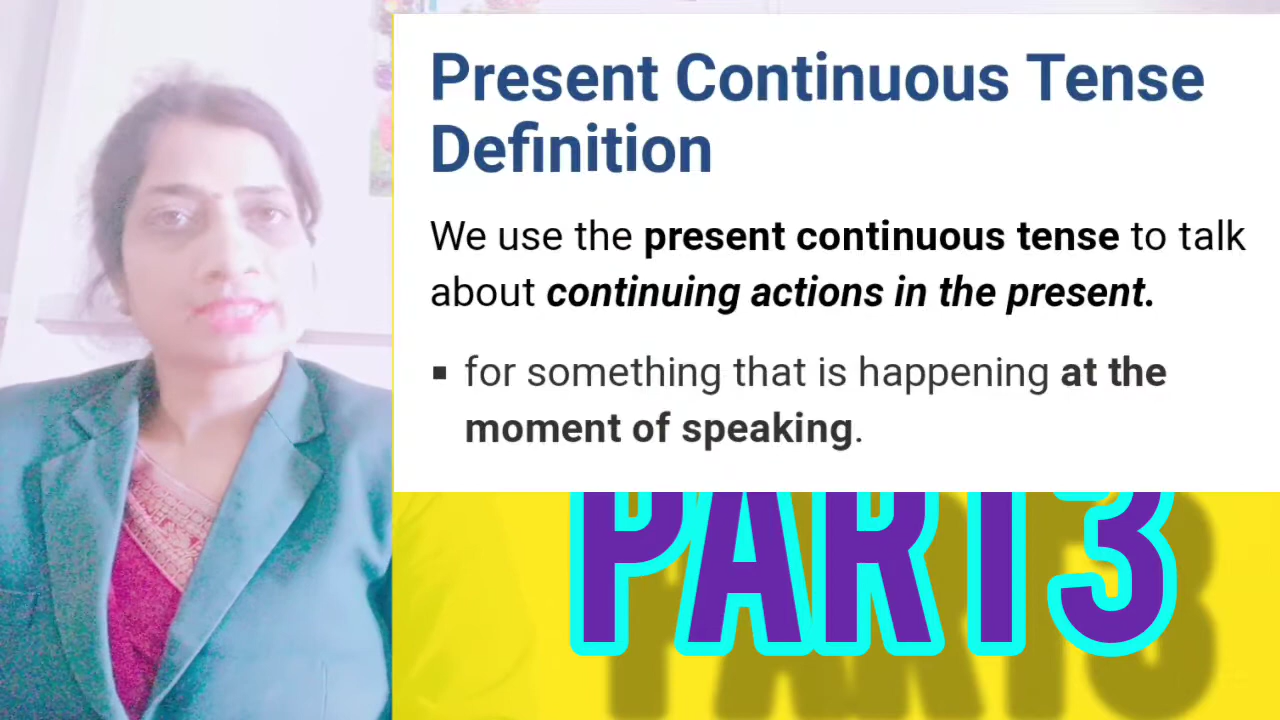 Present Continuous Tense
Definition
We use the present continuous tense to talk
about continuing actions in the present.
▪ for something that is happening at the
moment of speaking.
PART3